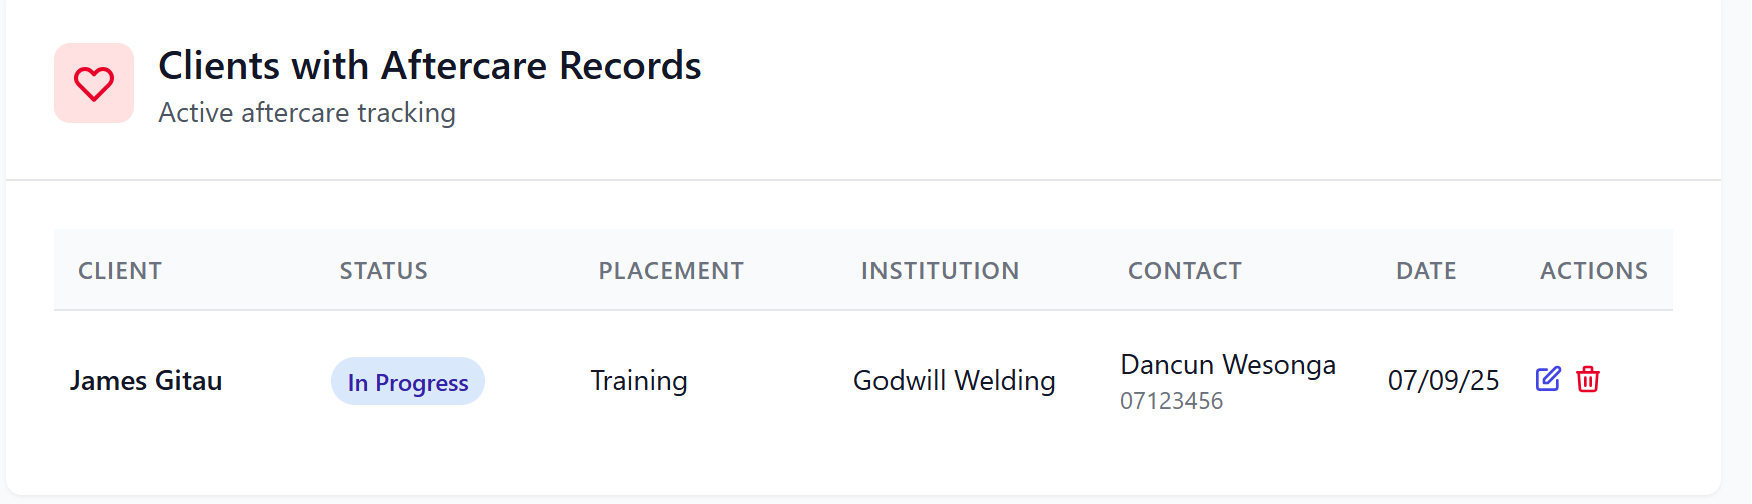 Clients with Aftercare Records
Active aftercare tracking
CLIENT STATUS PLACEMENT INSTITUTION CONTACT DATE ACTIONS
James Gitau In Progress Training Godwill Welding Dancun Wesonga 07/09/25
07123456